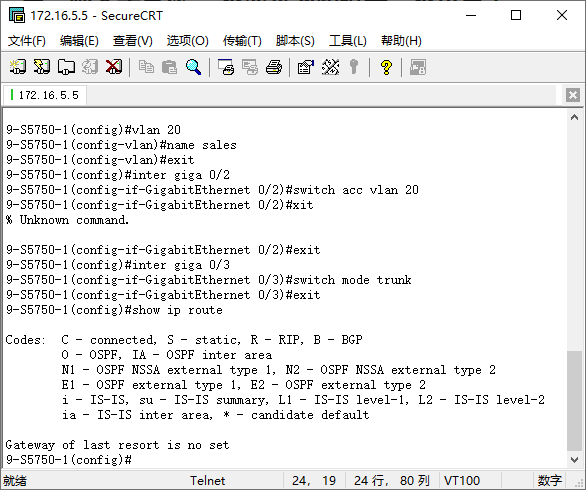 172.16.5.5 - SecureCRT
文件(F) 编辑(E) 查看(V) 选项(O) 传输(T) 脚本(S) 工具(L) 帮助(H)
172.16.5.5
9-S5750-1(config)#vlan 20
9-S5750-1(config-vlan)#name sales
9-S5750-1(config-vlan)#exit
9-S5750-1(config)#inter giga 0/2
9-S5750-1(config-if-GigabitEthernet 0/2)#switch acc vlan 20
9-S5750-1(config-if-GigabitEthernet 0/2)#xit
% Unknown command.
9-S5750-1(config-if-GigabitEthernet 0/2)#exit
9-S5750-1(config)#inter giga 0/3
9-S5750-1(config-if-GigabitEthernet 0/3)#switch mode trunk
9-S5750-1(config-if-GigabitEthernet 0/3)#exit
9-S5750-1(config)#show ip route
Codes:  C - connected, S - static, R - RIP, B - BGP
O - OSPF, IA - OSPF inter area
N1 - OSPF NSSA external type 1, N2 - OSPF NSSA external type 2
E1 - OSPF external type 1, E2 - OSPF external type 2
i - IS-IS, su - IS-IS summary, L1 - IS-IS level-1, L2 - IS-IS level-2
ia - IS-IS inter area, * - candidate default
Gateway of last resort is no set
9-S5750-1(config)#
就绪 Telnet 24, 19 24 行, 80 列 VT100 数字